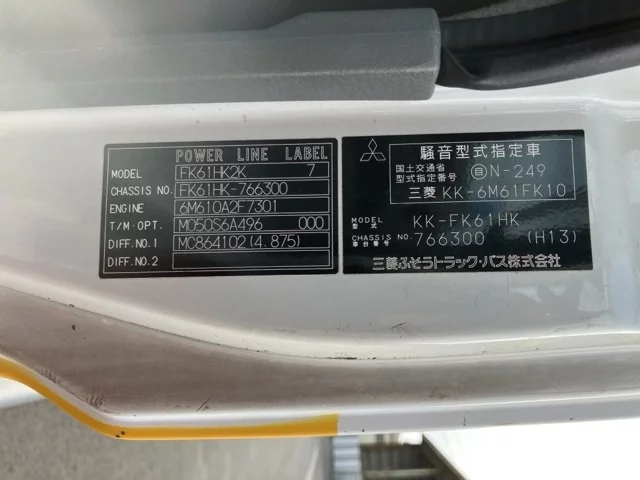 POWER LINE LABEL
MODEL FK61HK2K 7
CHASSIS NO. FK61HK-766300
ENGINE 6M610A2F7301
T/M·OPT. M050S6A496 000
DIFF.NO.1 MC864102(4.875)
DIFF.NO.2
騒音型式指定車
国土交通省
型式指定番号 自N-249
三菱 KK-6M61FK10
MODEL
型式 KK-FK61HK
CHASSIS NO.
車台番号 766300 (H13)
三菱ふそうトラック・バス株式会社